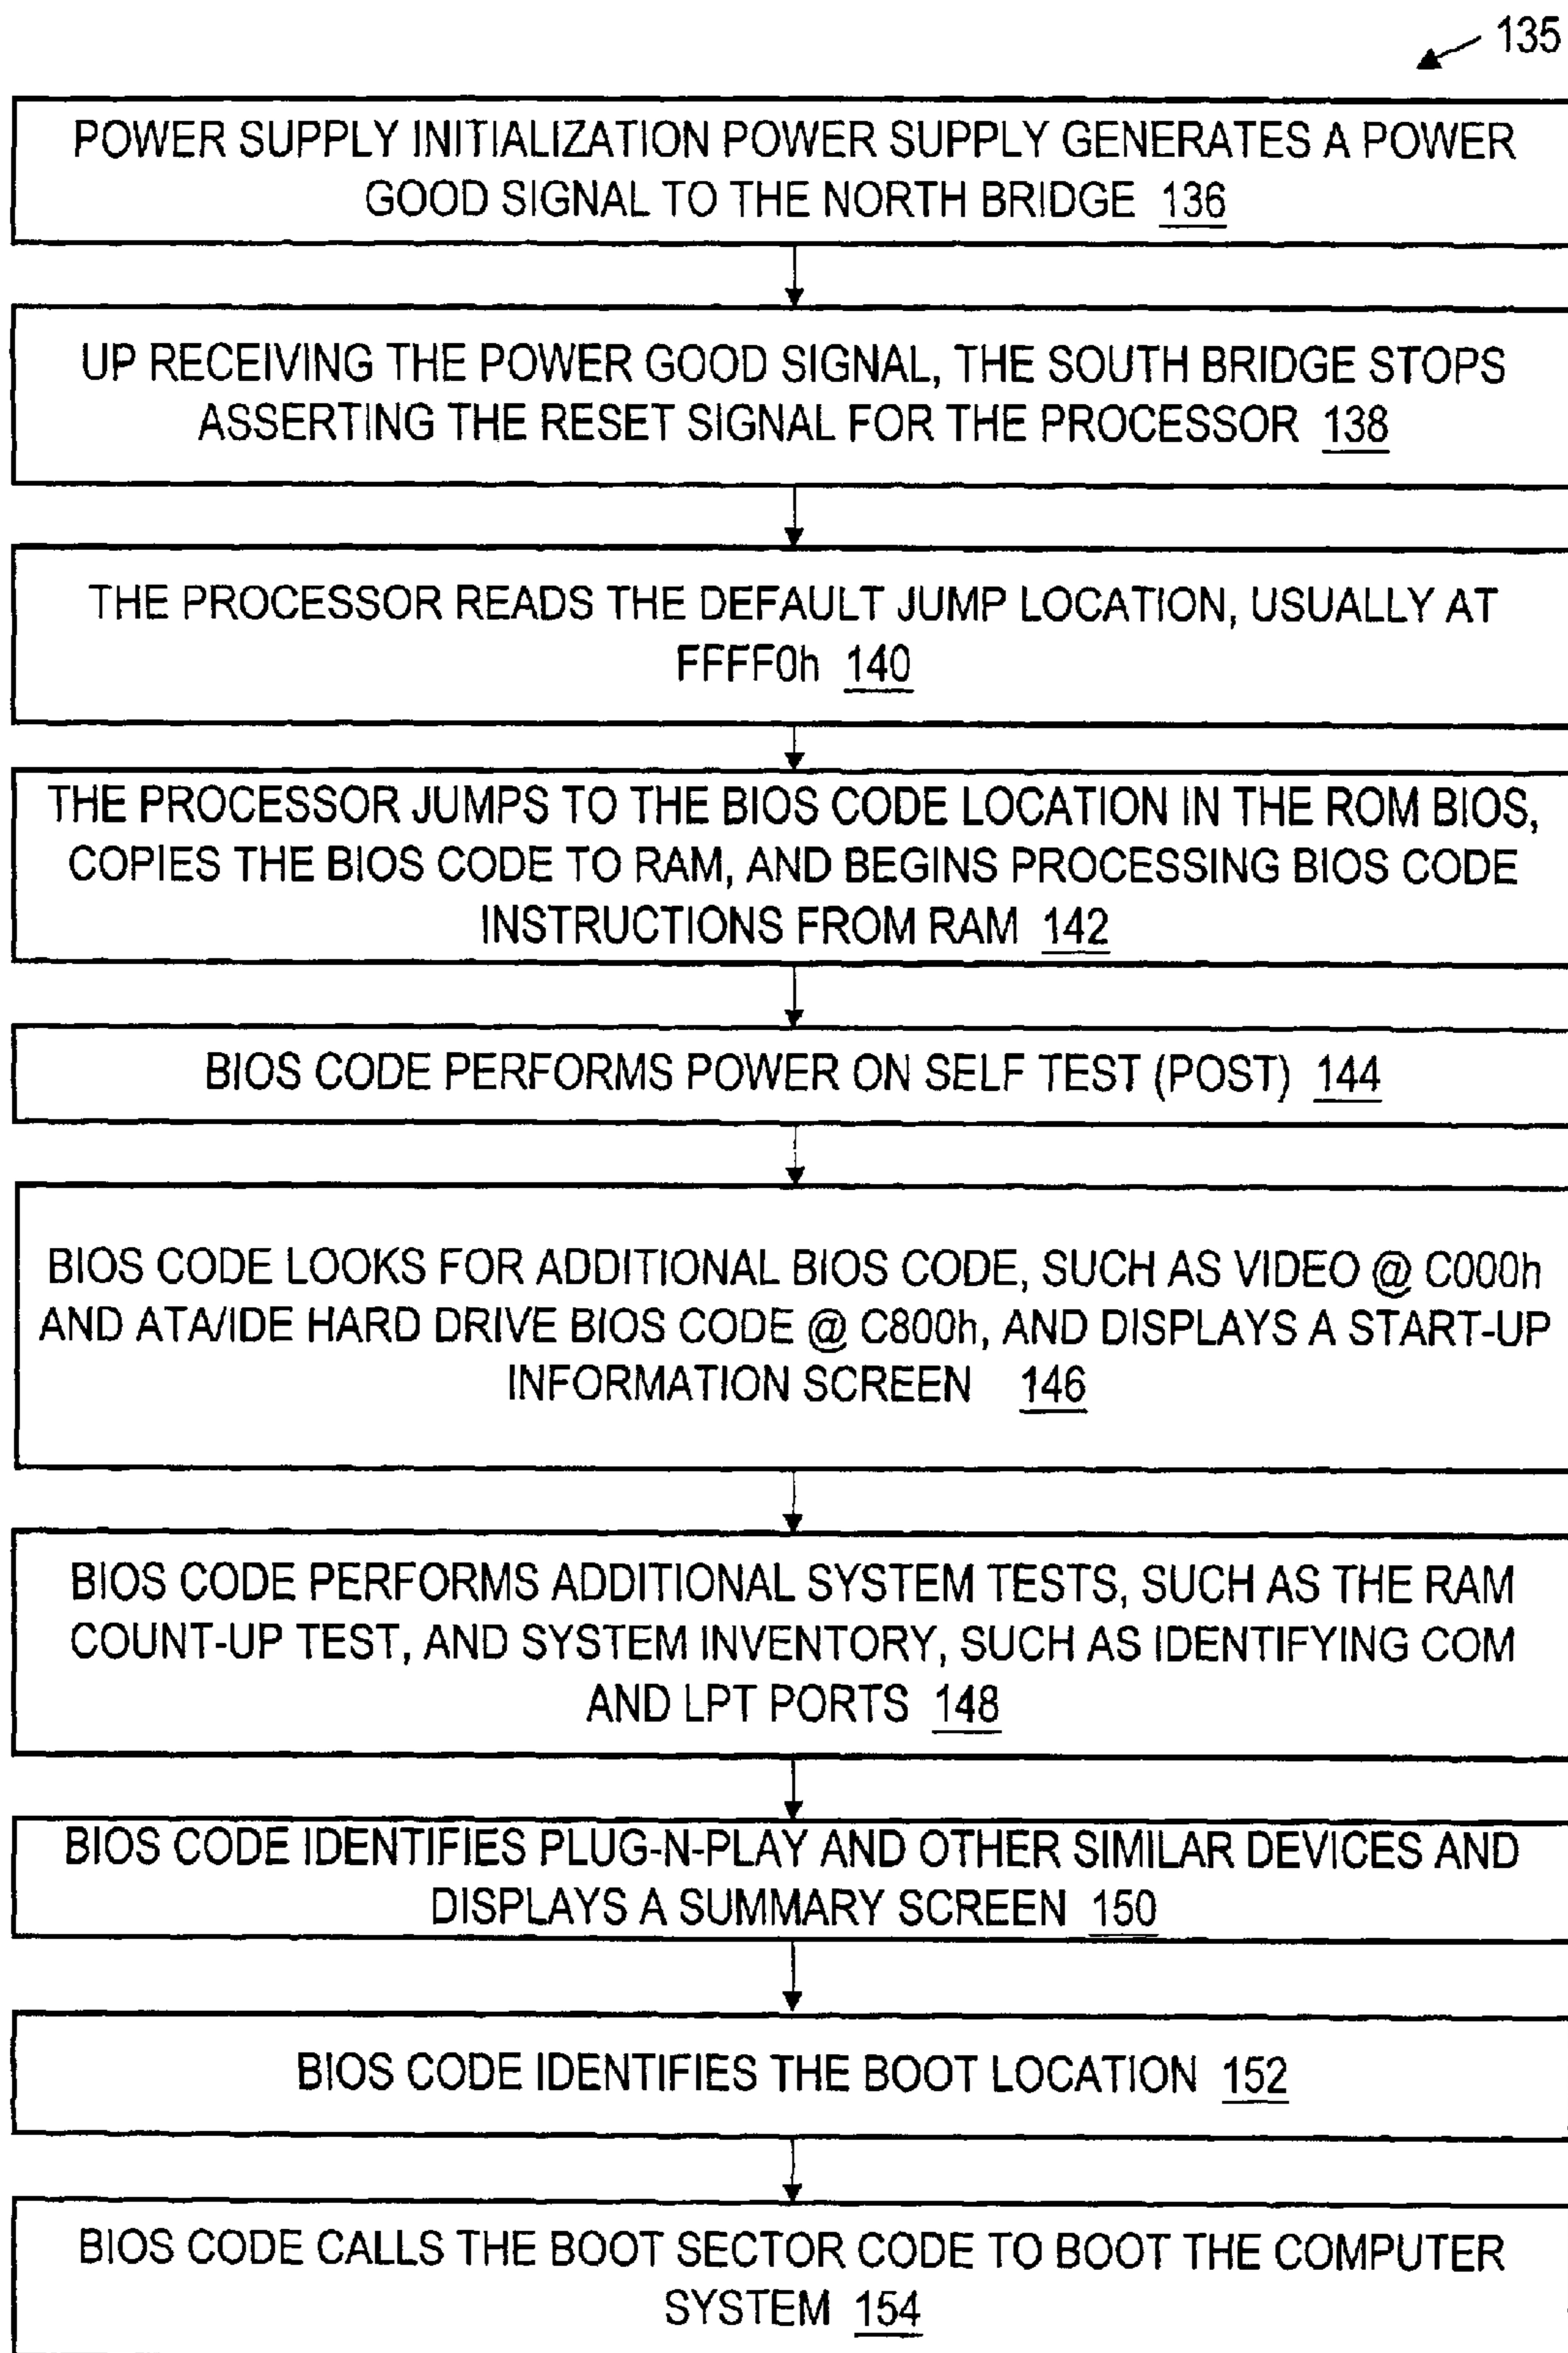 135
POWER SUPPLY INITIALIZATION POWER SUPPLY GENERATES A POWER
GOOD SIGNAL TO THE NORTH BRIDGE 136
UP RECEIVING THE POWER GOOD SIGNAL, THE SOUTH BRIDGE STOPS
ASSERTING THE RESET SIGNAL FOR THE PROCESSOR 138
THE PROCESSOR READS THE DEFAULT JUMP LOCATION, USUALLY AT
FFFF0h 140
THE PROCESSOR JUMPS TO THE BIOS CODE LOCATION IN THE ROM BIOS,
COPIES THE BIOS CODE TO RAM, AND BEGINS PROCESSING BIOS CODE
INSTRUCTIONS FROM RAM 142
BIOS CODE PERFORMS POWER ON SELF TEST (POST) 144
BIOS CODE LOOKS FOR ADDITIONAL BIOS CODE, SUCH AS VIDEO @ C000h
AND ATA/IDE HARD DRIVE BIOS CODE @ C800h, AND DISPLAYS A START-UP
INFORMATION SCREEN 146
BIOS CODE PERFORMS ADDITIONAL SYSTEM TESTS, SUCH AS THE RAM
COUNT-UP TEST, AND SYSTEM INVENTORY, SUCH AS IDENTIFYING COM
AND LPT PORTS 148
BIOS CODE IDENTIFIES PLUG-N-PLAY AND OTHER SIMILAR DEVICES AND
DISPLAYS A SUMMARY SCREEN 150
BIOS CODE IDENTIFIES THE BOOT LOCATION 152
BIOS CODE CALLS THE BOOT SECTOR CODE TO BOOT THE COMPUTER
SYSTEM 154